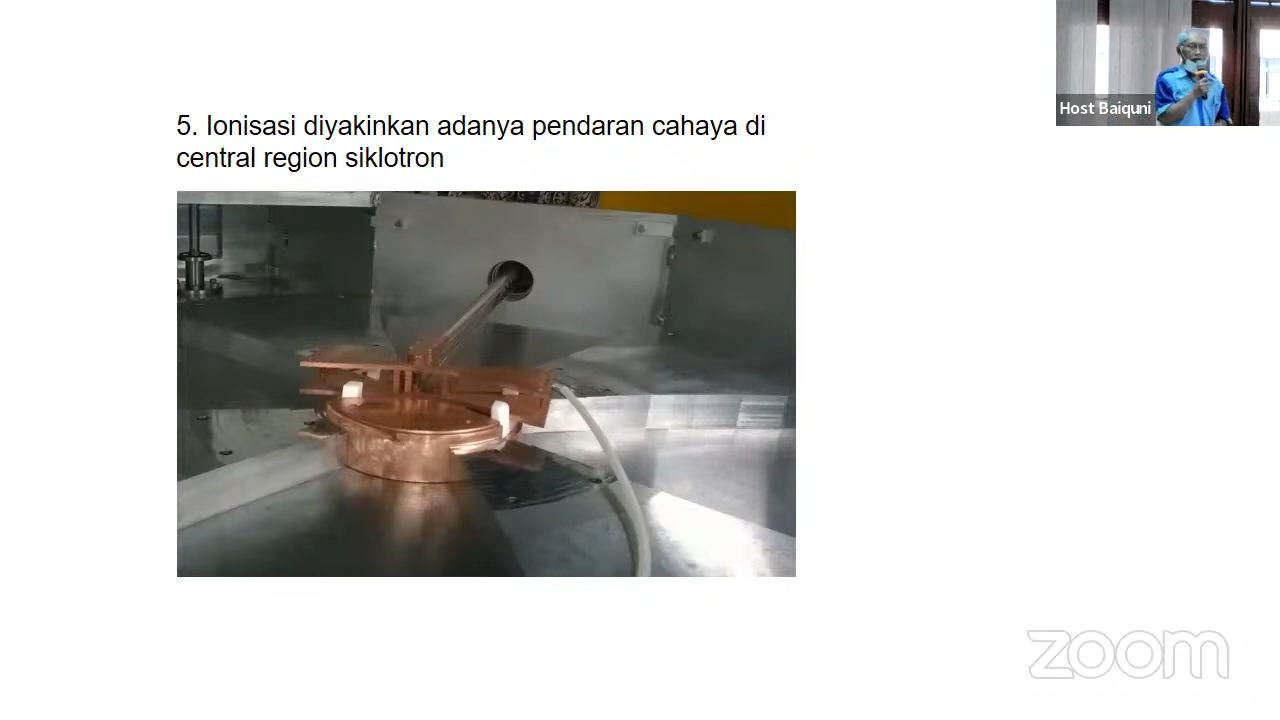 Host Baiquni
5. Ionisasi diyakinkan adanya pendaran cahaya di
central region siklotron
zoom